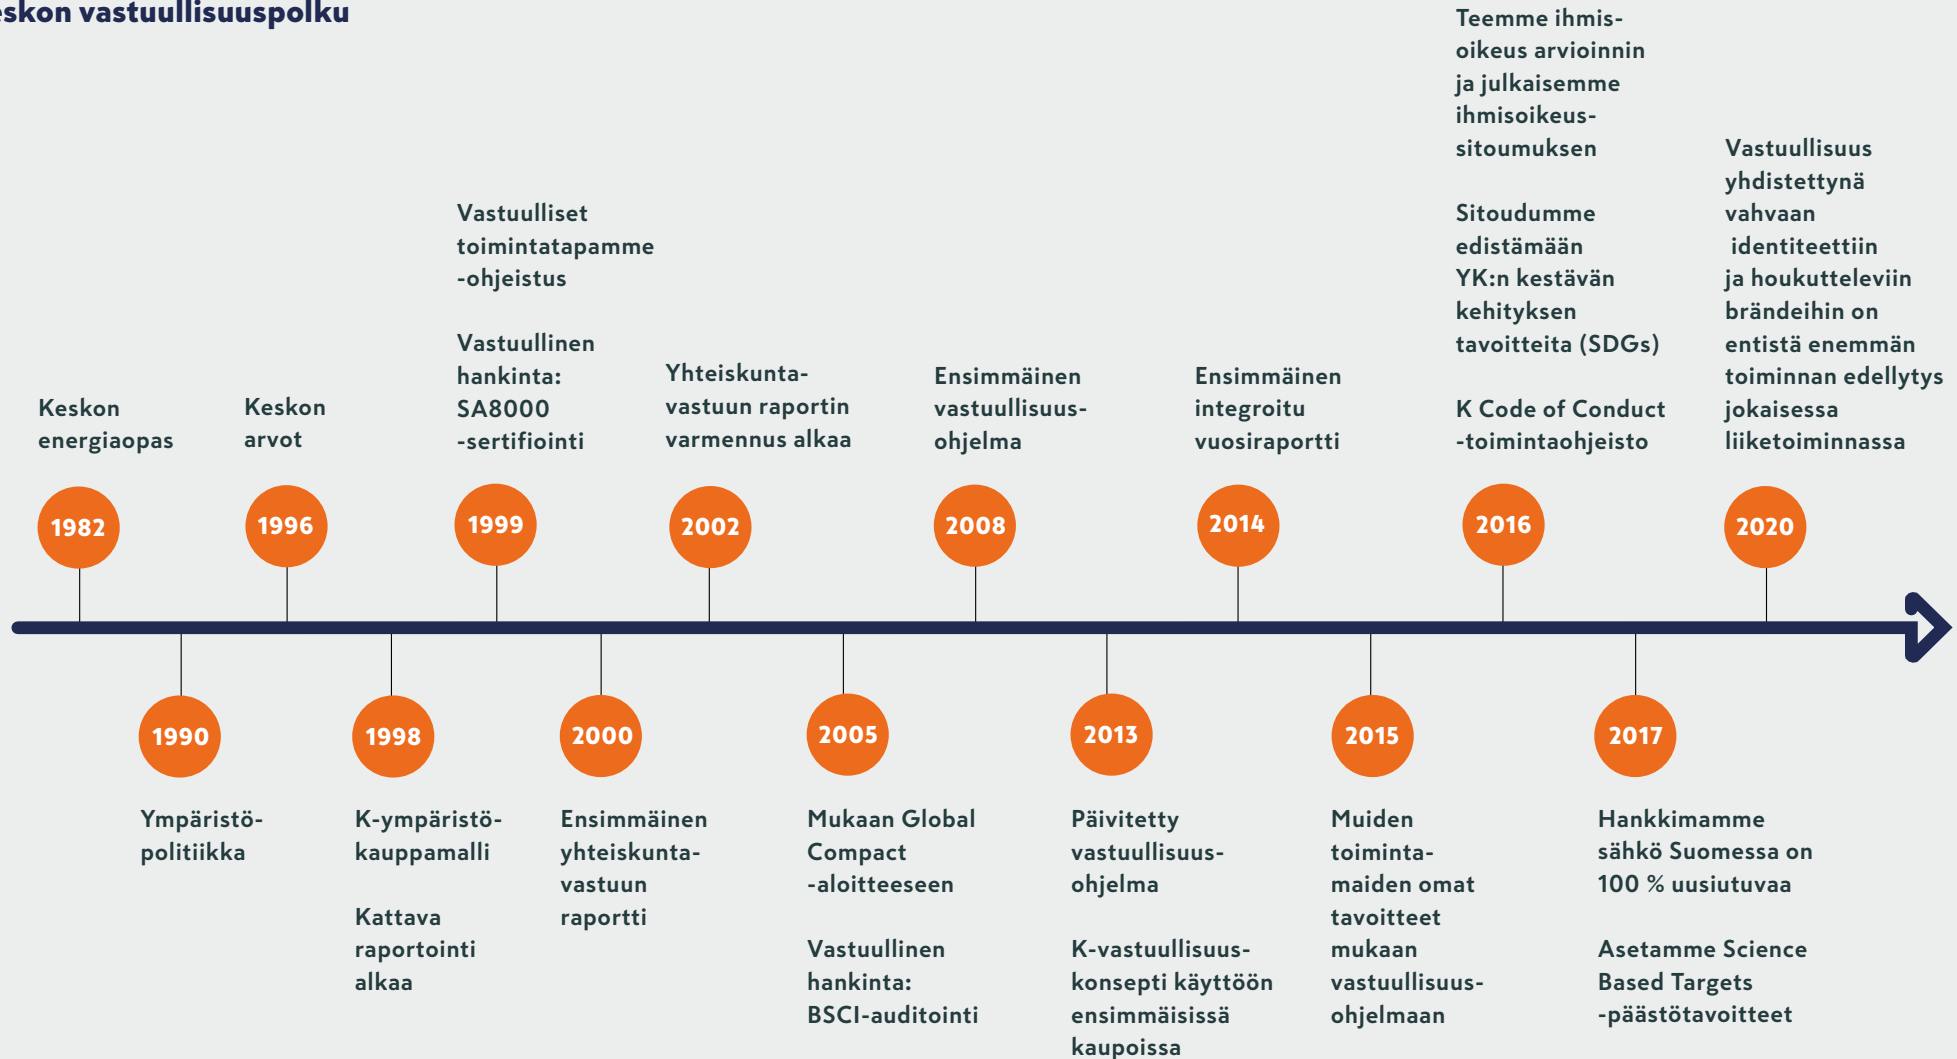 eskon vastuullisuuspolku
Keskon
energiaopas
1982
Ympäristö-
politiikka
1990
Keskon
arvot
1996
K-ympäristö-
kauppamalli
Kattava
raportointi
alkaa
1998
Vastuulliset
toimintatapamme
-ohjeistus
Vastuullinen
hankinta:
SA8000
-sertifiointi
1999
2000
Ensimmäinen
yhteiskunta-
vastuun
raportti
Yhteiskunta-
vastuun raportin
varmennus alkaa
2002
2005
Mukaan Global
Compact
-aloitteeseen
Vastuullinen
hankinta:
BSCI-auditointi
Ensimmäinen
vastuullisuus-
ohjelma
2008
2013
Päivitetty
vastuullisuus-
ohjelma
K-vastuullisuus-
konsepti käyttöön
ensimmäisissä
kaupoissa
Ensimmäinen
integroitu
vuosiraportti
2014
2015
Muiden
toiminta-
maiden omat
tavoitteet
mukaan
vastuullisuus-
ohjelmaan
Teemme ihmis-
oikeus arvioinnin
ja julkaisemme
ihmisoikeus-
sitoumuksen
Sitoudumme
edistämään
YK:n kestävän
kehityksen
tavoitteita (SDGs)
K Code of Conduct
-toimintaohjeisto
2016
2017
Hankkimamme
sähkö Suomessa on
100 % uusiutuvaa
Asetamme Science
Based Targets
-päästötavoitteet
Vastuullisuus
yhdistettynä
vahvaan
identiteettiin
ja houkutteleviin
brändeihin on
entistä enemmän
toiminnan edellytys
jokaisessa
liiketoiminnassa
2020